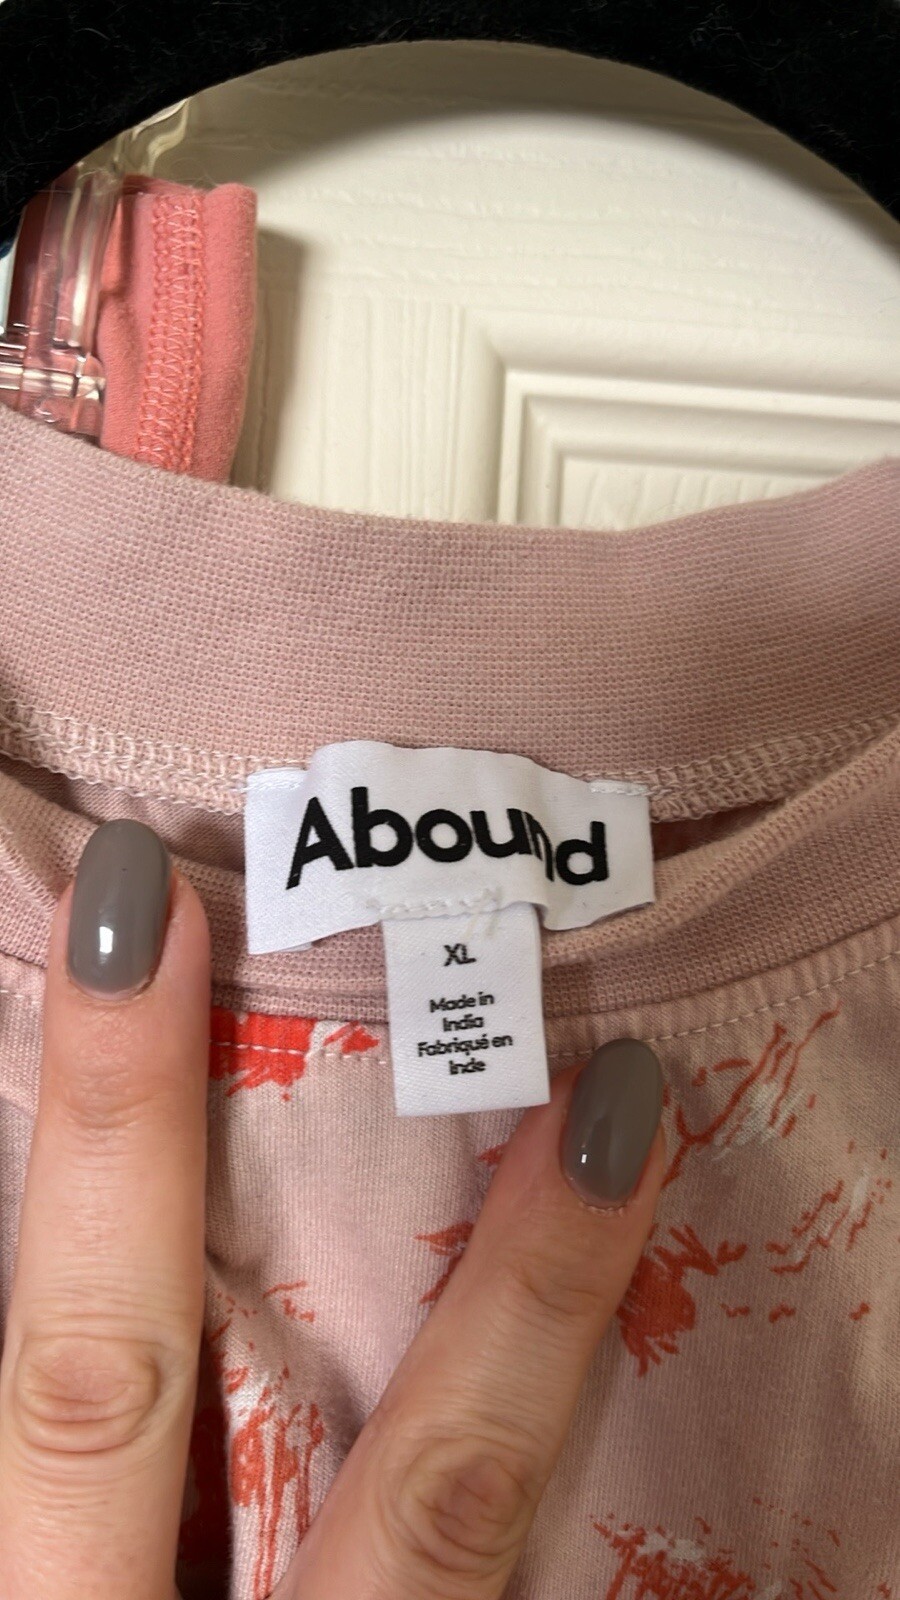 Abound
XL
Made in
India
Fabriqué en
Inde